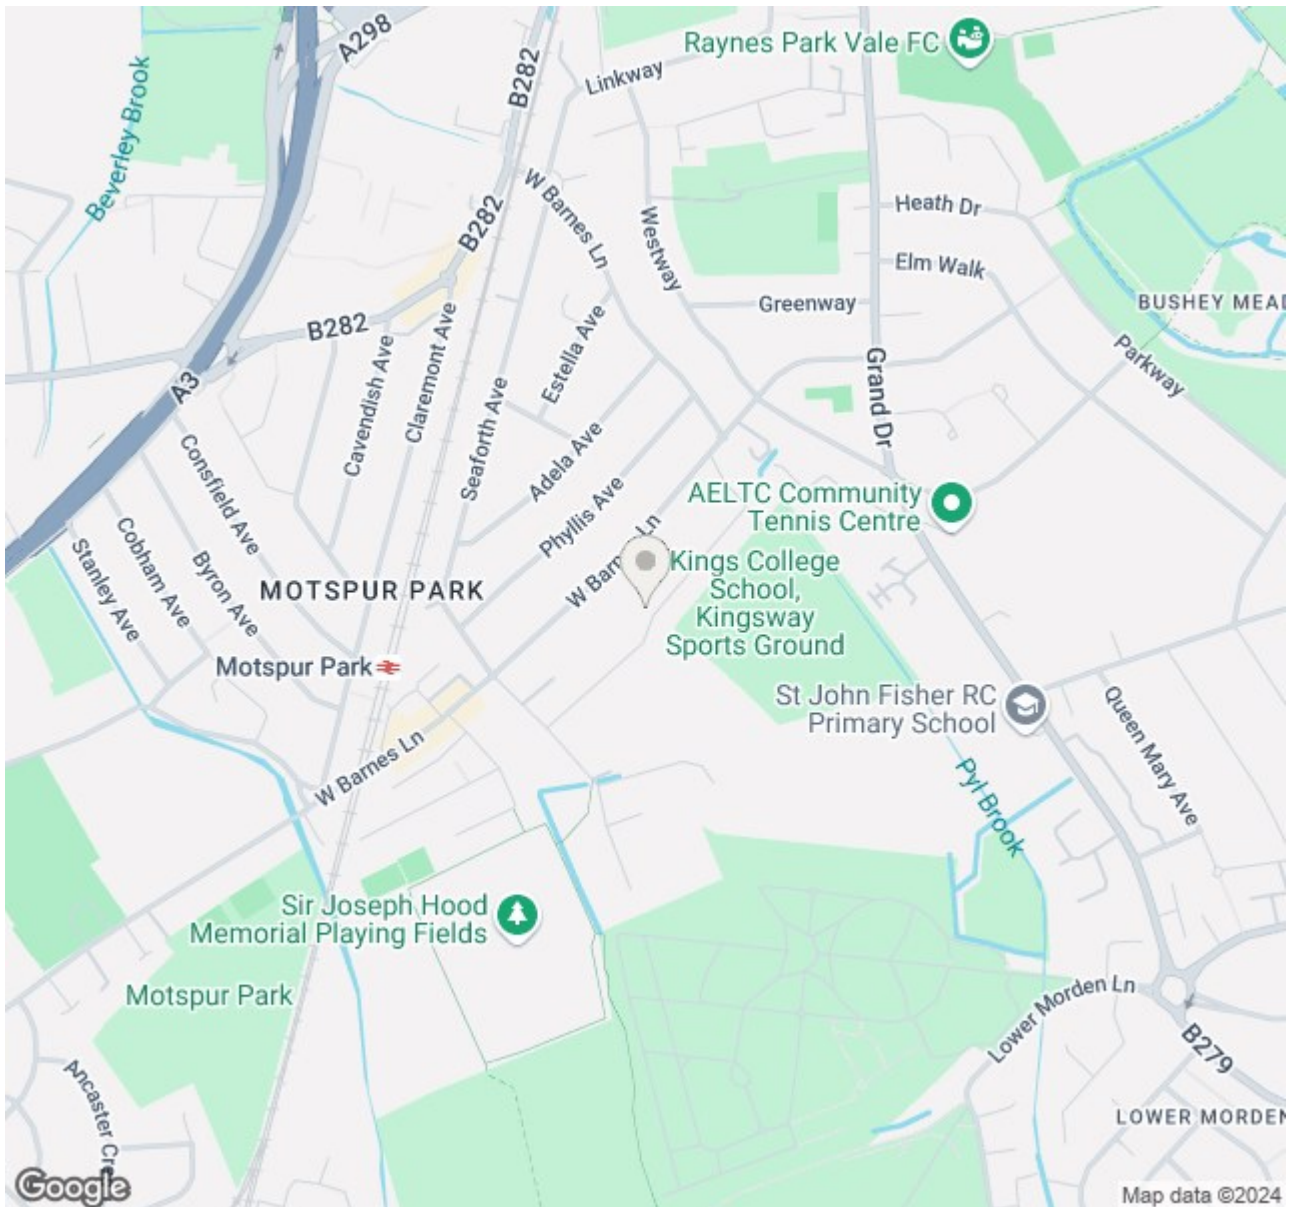 A298
B282
Linkway
Raynes Park Vale FC
Beverley Brook
W Barnes Ln
Westway
Heath Dr
B282
Elm Walk
Greenway
BUSHEY MEAD
B282
Parkway
A3
Cavendish Ave
Claremont Ave
Seaforth Ave
Estella Ave
Grand Dr
Consfield Ave
Adela Ave
Phyllis Ave
AELTC Community
Tennis Centre
Cobham Ave
Stanley Ave
Byron Ave
MOTSPUR PARK
W Barnes Ln
Kings College
School,
Kingsway
Sports Ground
Motspur Park
St John Fisher RC
Primary School
Queen Mary Ave
W Barnes Ln
Pyl Brook
Sir Joseph Hood
Memorial Playing Fields
Motspur Park
Lower Morden Ln
B279
Ancaster Cre
LOWER MORDEN
Google
Map data ©2024